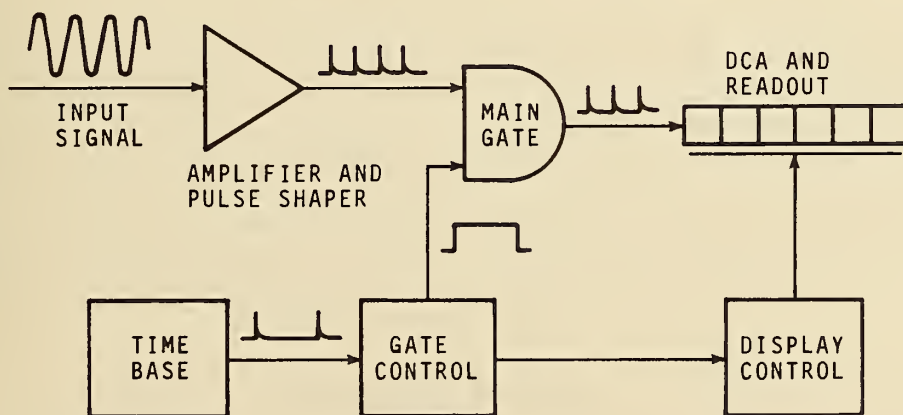 INPUT
SIGNAL
AMPLIFIER AND
PULSE SHAPER
MAIN
GATE
DCA AND
READOUT
TIME
BASE
GATE
CONTROL
DISPLAY
CONTROL